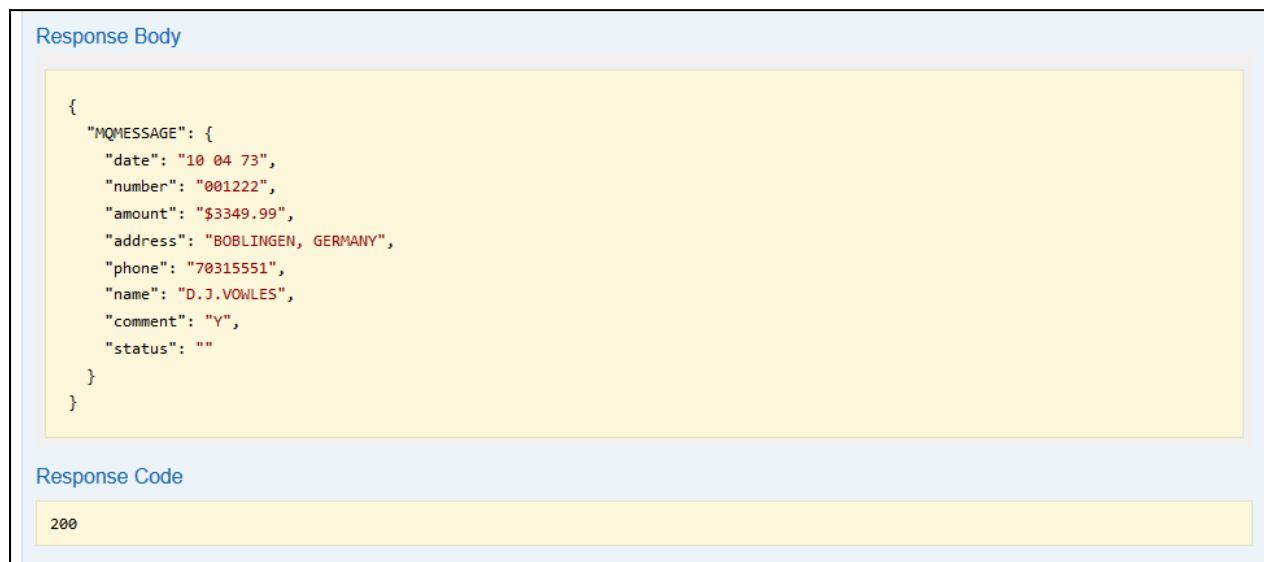 Response Body
{
"MQMESSAGE": {
"date": "10 04 73",
"number": "001222",
"amount": "$3349.99",
"address": "BOBLINGEN, GERMANY",
"phone": "70315551",
"name": "D.J.VOWLES",
"comment": "Y",
"status": ""
}
}
Response Code
200